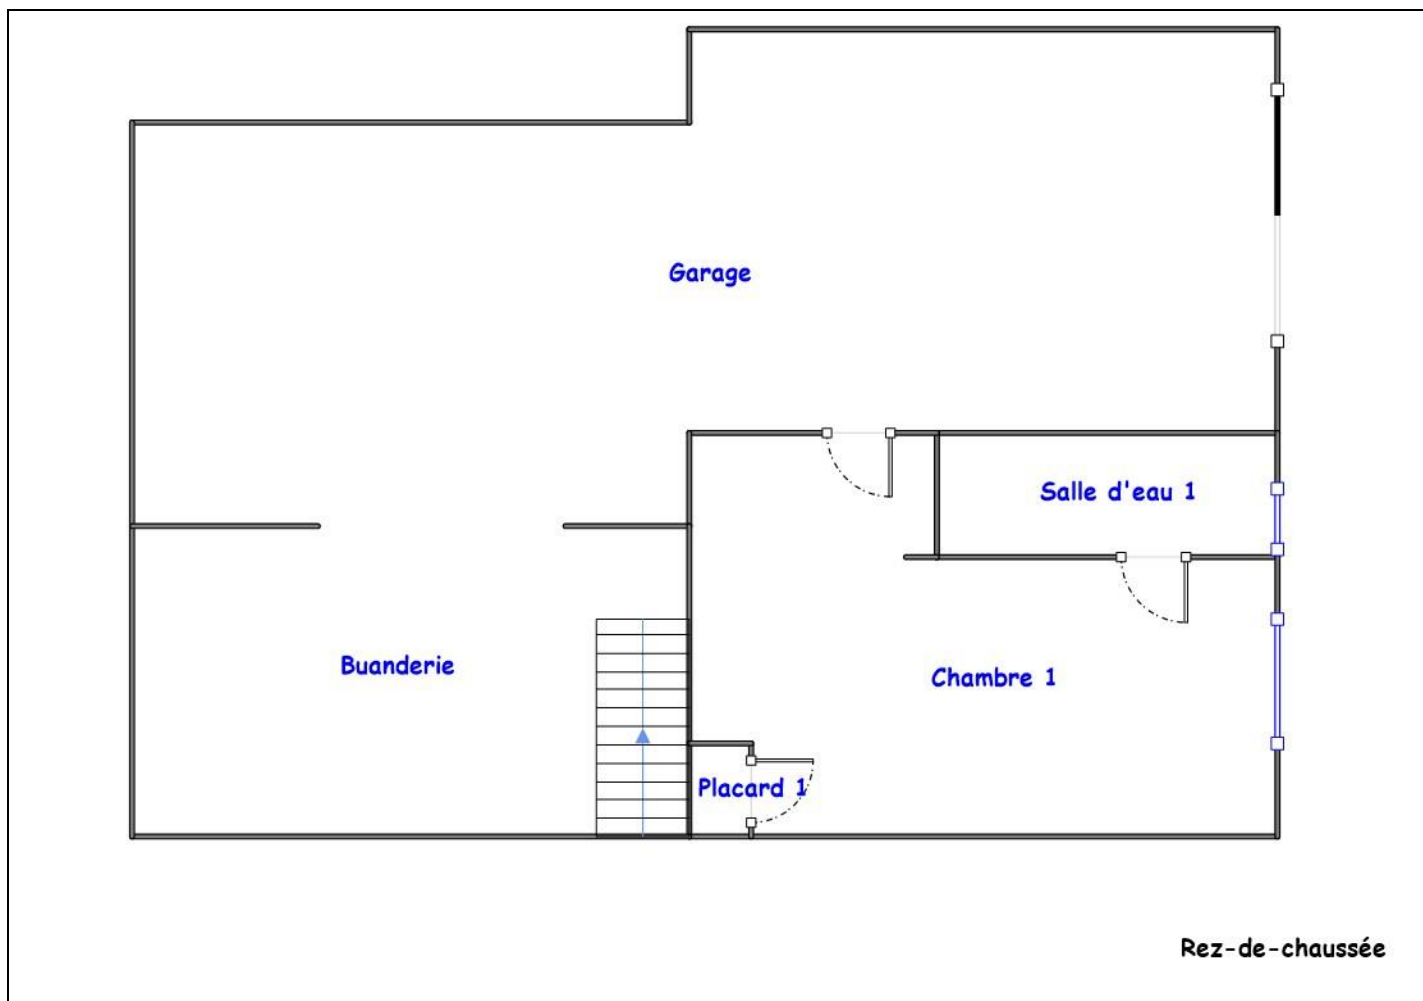 Garage
Salle d'eau 1
Buanderie
Chambre 1
Placard 1
Rez-de-chaussée